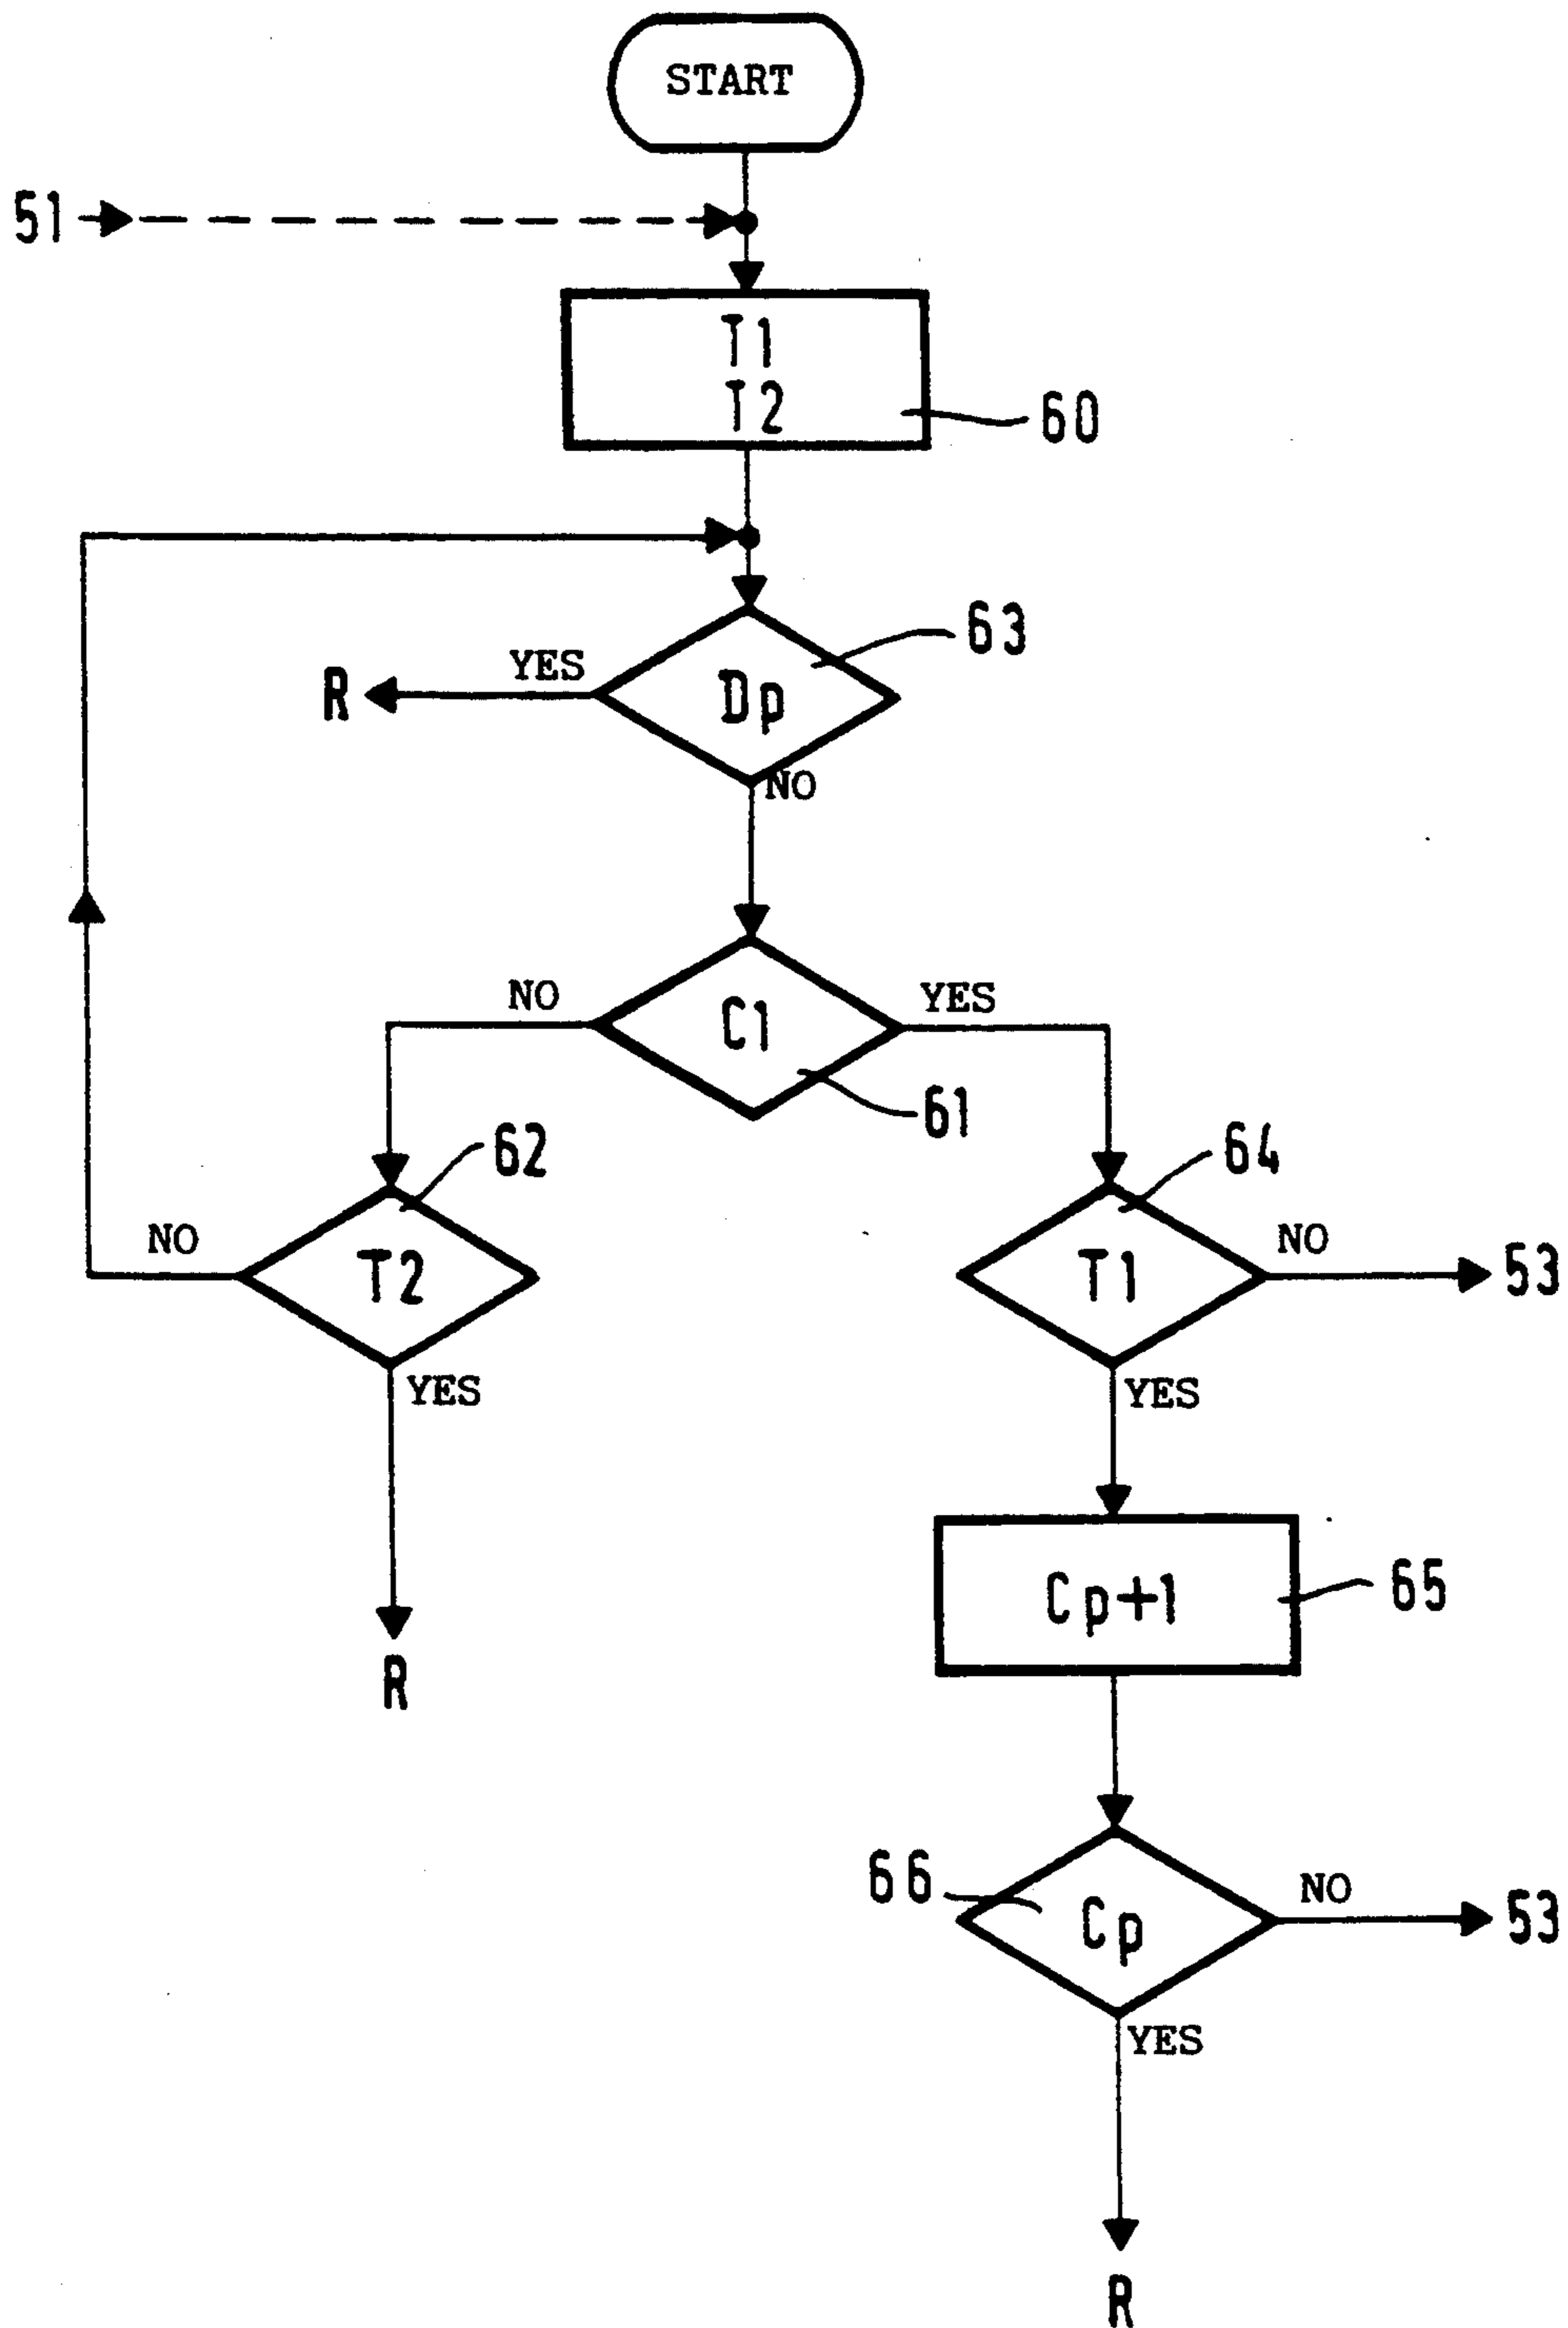 START
51
T1
T2
60
63
YES
R
Dp
NO
NO
C1
YES
61
62
64
NO
T2
NO
T1
53
YES
YES
Cp+1
65
R
66
Cp
NO
53
YES
R